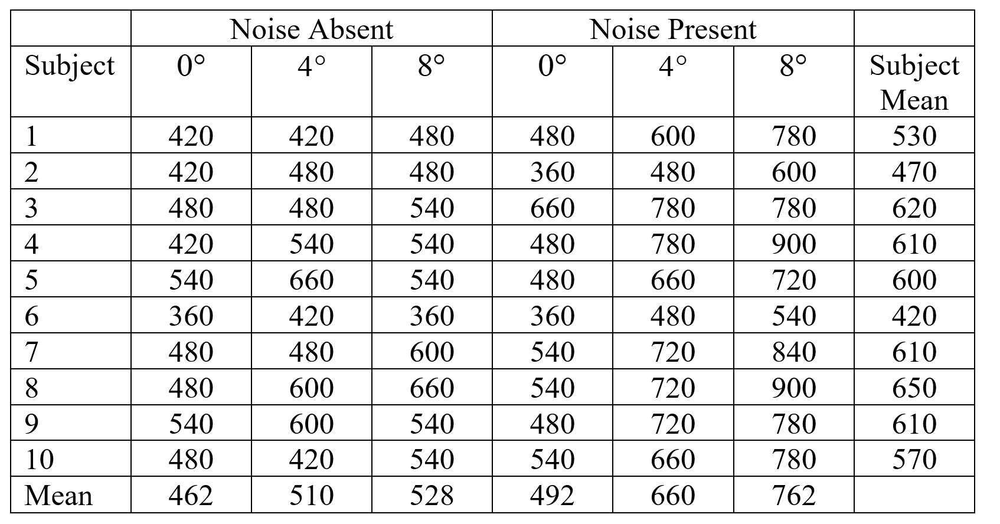 Noise Absent Noise Present
Subject 0° 4° 8° 0° 4° 8° Subject
Mean
1 420 420 480 480 600 780 530
2 420 480 480 360 480 600 470
3 480 480 540 660 780 780 620
4 420 540 540 480 780 900 610
5 540 660 540 480 660 720 600
6 360 420 360 360 480 540 420
7 480 480 600 540 720 840 610
8 480 600 660 540 720 900 650
9 540 600 540 480 720 780 610
10 480 420 540 540 660 780 570
Mean 462 510 528 492 660 762